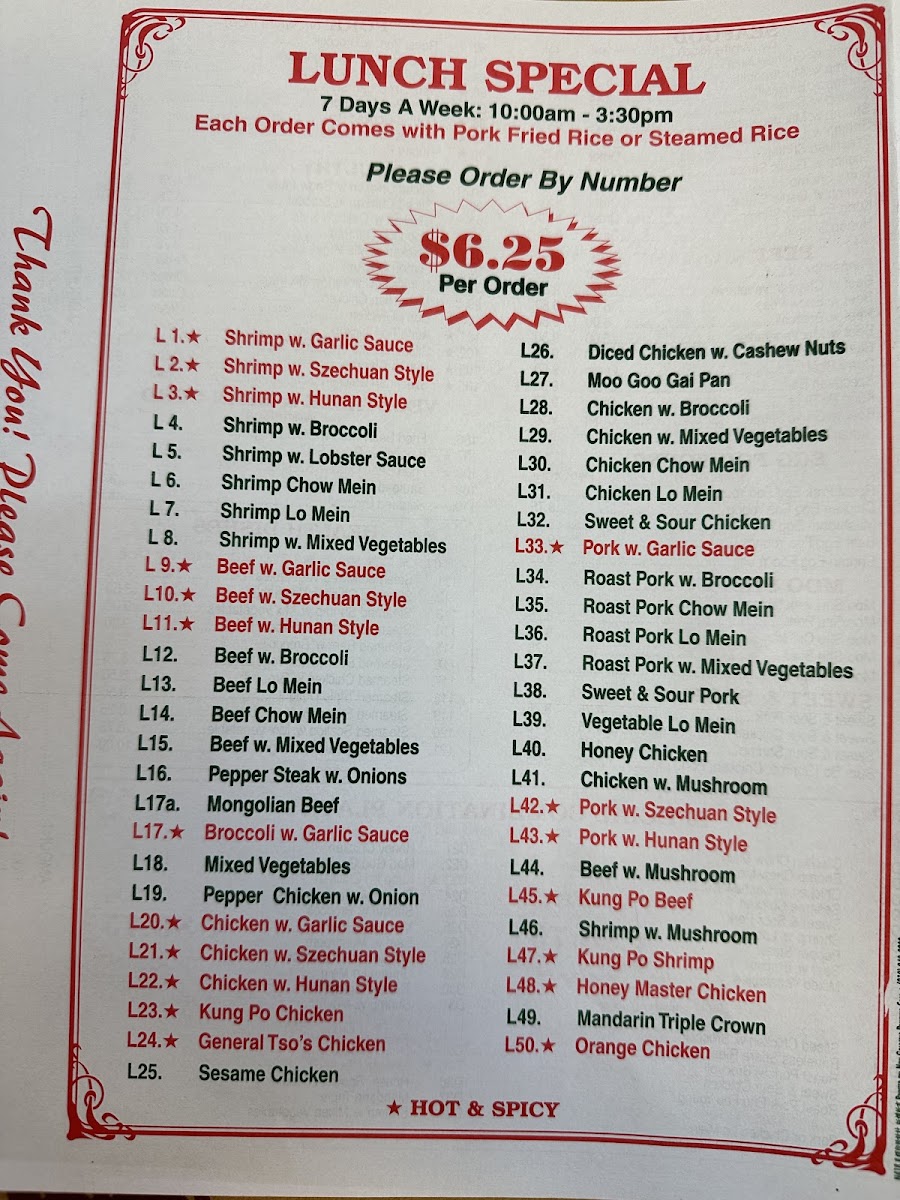 LUNCH SPECIAL
7 Days A Week: 10:00am - 3:30pm
Each Order Comes with Pork Fried Rice or Steamed Rice
Please Order By Number
$6.25
Per Order
L 1.★ Shrimp w. Garlic Sauce
L 2.★ Shrimp w. Szechuan Style
L 3.★ Shrimp w. Hunan Style
L 4. Shrimp w. Broccoli
L 5. Shrimp w. Lobster Sauce
L 6. Shrimp Chow Mein
L 7. Shrimp Lo Mein
L 8. Shrimp w. Mixed Vegetables
L 9.★ Beef w. Garlic Sauce
L10.★ Beef w. Szechuan Style
L11.★ Beef w. Hunan Style
L12. Beef w. Broccoli
L13. Beef Lo Mein
L14. Beef Chow Mein
L15. Beef w. Mixed Vegetables
L16. Pepper Steak w. Onions
L17a. Mongolian Beef
L17.★ Broccoli w. Garlic Sauce
L18. Mixed Vegetables
L19. Pepper Chicken w. Onion
L20.★ Chicken w. Garlic Sauce
L21.★ Chicken w. Szechuan Style
L22.★ Chicken w. Hunan Style
L23.★ Kung Po Chicken
L24.★ General Tso's Chicken
L25. Sesame Chicken
L26. Diced Chicken w. Cashew Nuts
L27. Moo Goo Gai Pan
L28. Chicken w. Broccoli
L29. Chicken w. Mixed Vegetables
L30. Chicken Chow Mein
L31. Chicken Lo Mein
L32. Sweet & Sour Chicken
L33.★ Pork w. Garlic Sauce
L34. Roast Pork w. Broccoli
L35. Roast Pork Chow Mein
L36. Roast Pork Lo Mein
L37. Roast Pork w. Mixed Vegetables
L38. Sweet & Sour Pork
L39. Vegetable Lo Mein
L40. Honey Chicken
L41. Chicken w. Mushroom
L42.★ Pork w. Szechuan Style
L43.★ Pork w. Hunan Style
L44. Beef w. Mushroom
L45.★ Kung Po Beef
L46. Shrimp w. Mushroom
L47.★ Kung Po Shrimp
L48.★ Honey Master Chicken
L49. Mandarin Triple Crown
L50.★ Orange Chicken
★ HOT & SPICY
Thank You! Please Come Again!